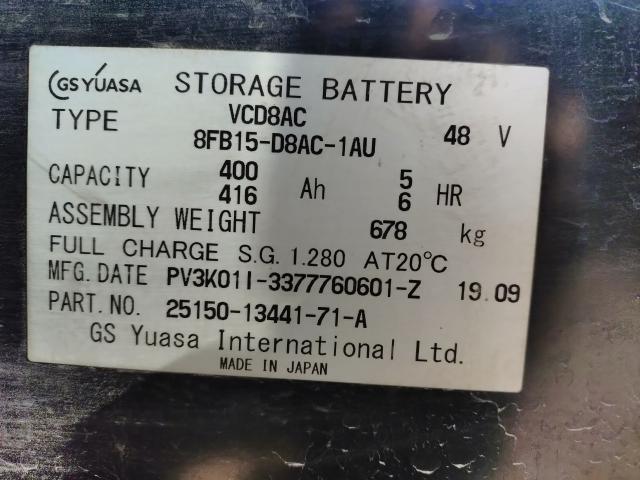 GS YUASA STORAGE BATTERY
TYPE VCD8AC 48 V
8FB15-D8AC-1AU
CAPACITY 400 Ah 5 HR
416 6
ASSEMBLY WEIGHT 678 kg
FULL CHARGE S.G. 1.280 AT20°C
MFG. DATE PV3K01I-3377760601-Z 19.09
PART. NO. 25150-13441-71-A
GS Yuasa International Ltd.
MADE IN JAPAN